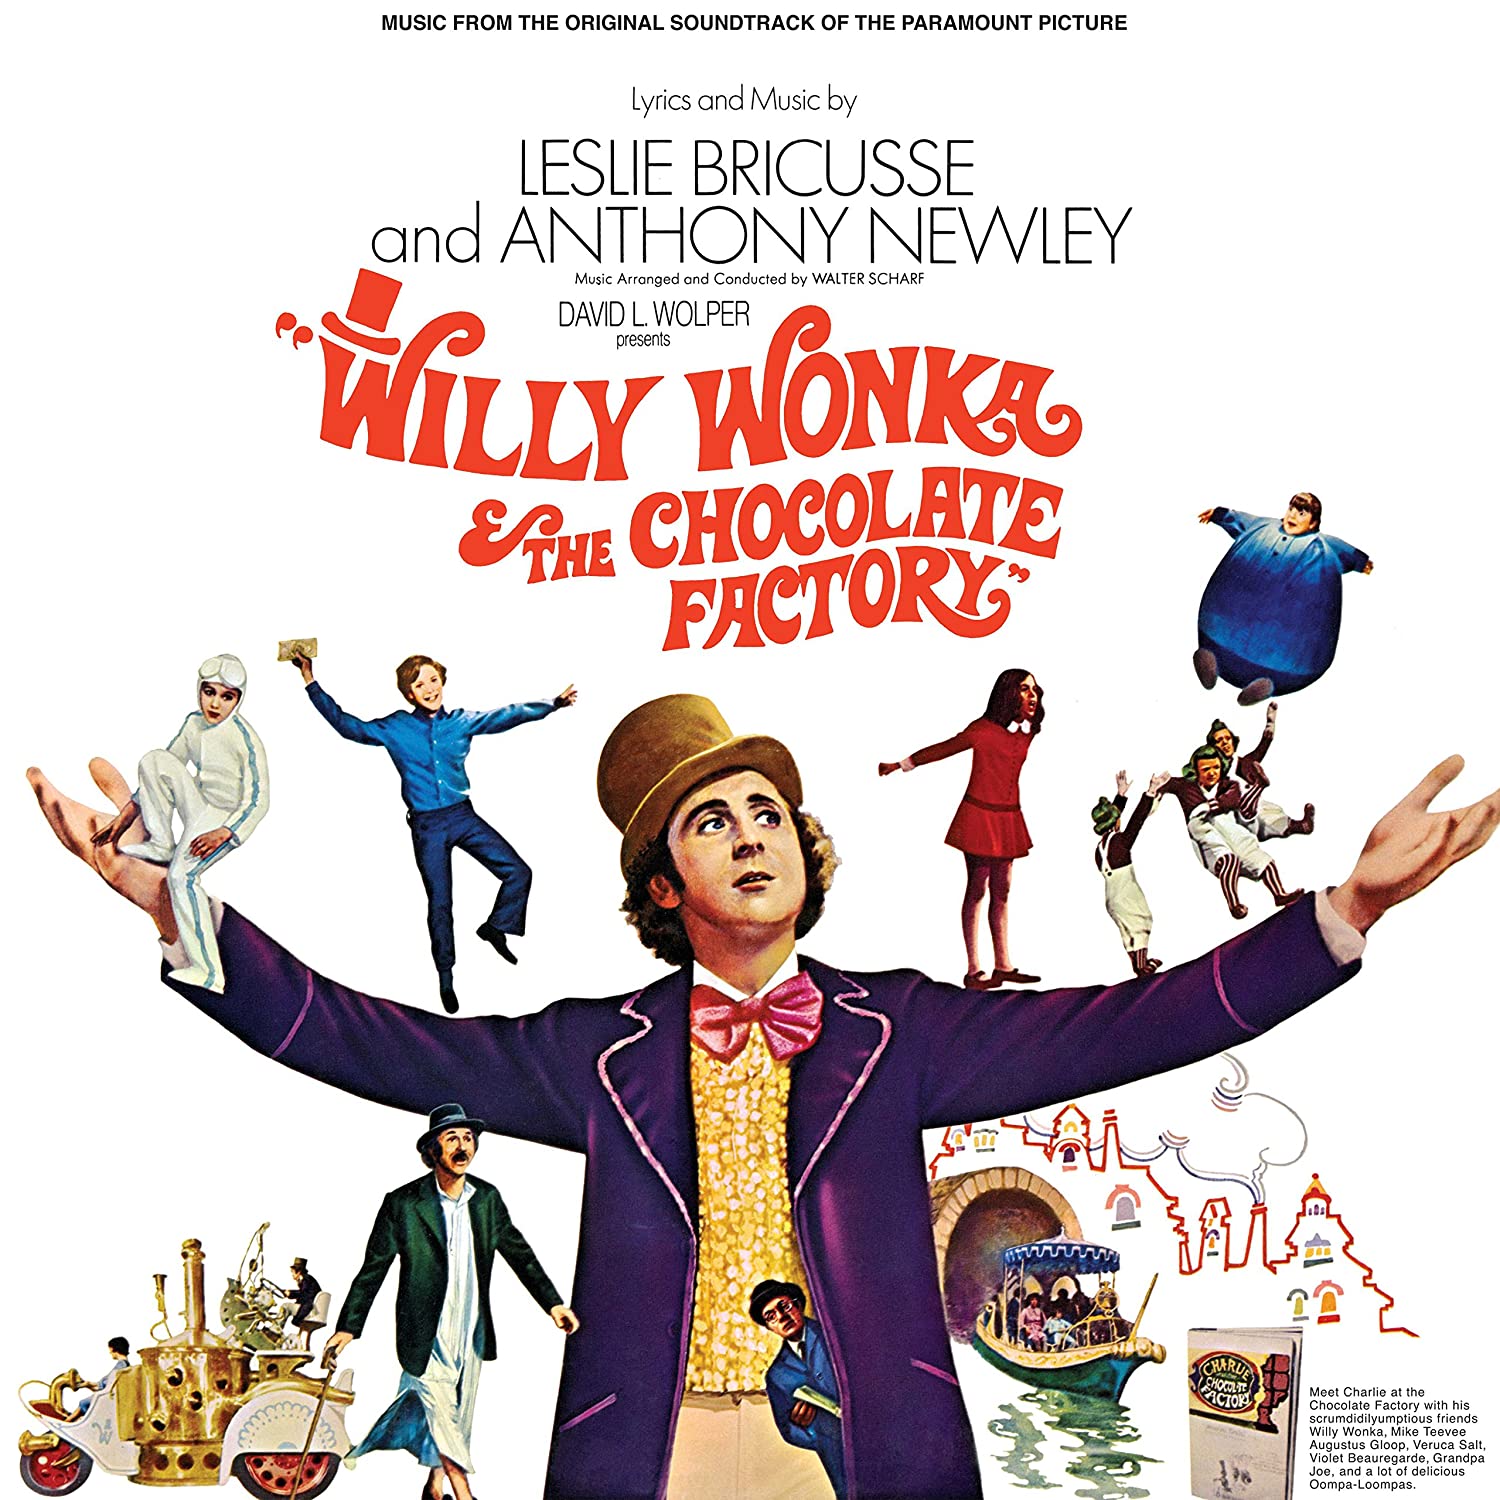 MUSIC FROM THE ORIGINAL SOUNDTRACK OF THE PARAMOUNT PICTURE
Lyrics and Music by
LESLIE BRICUSSE
and ANTHONY NEWLEY
Music Arranged and Conducted by WALTER SCHARF
DAVID L. WOLPER
presents
"WILLY WONKA
& THE CHOCOLATE
FACTORY"
CHARLIE
CHOCOLATE
FACTORY
Meet Charlie at the
Chocolate Factory with his
scrumdidilyumptious friends
Willy Wonka, Mike Teevee
Augustus Gloop, Veruca Salt,
Violet Beauregarde, Grandpa
Joe, and a lot of delicious
Oompa-Loompas.